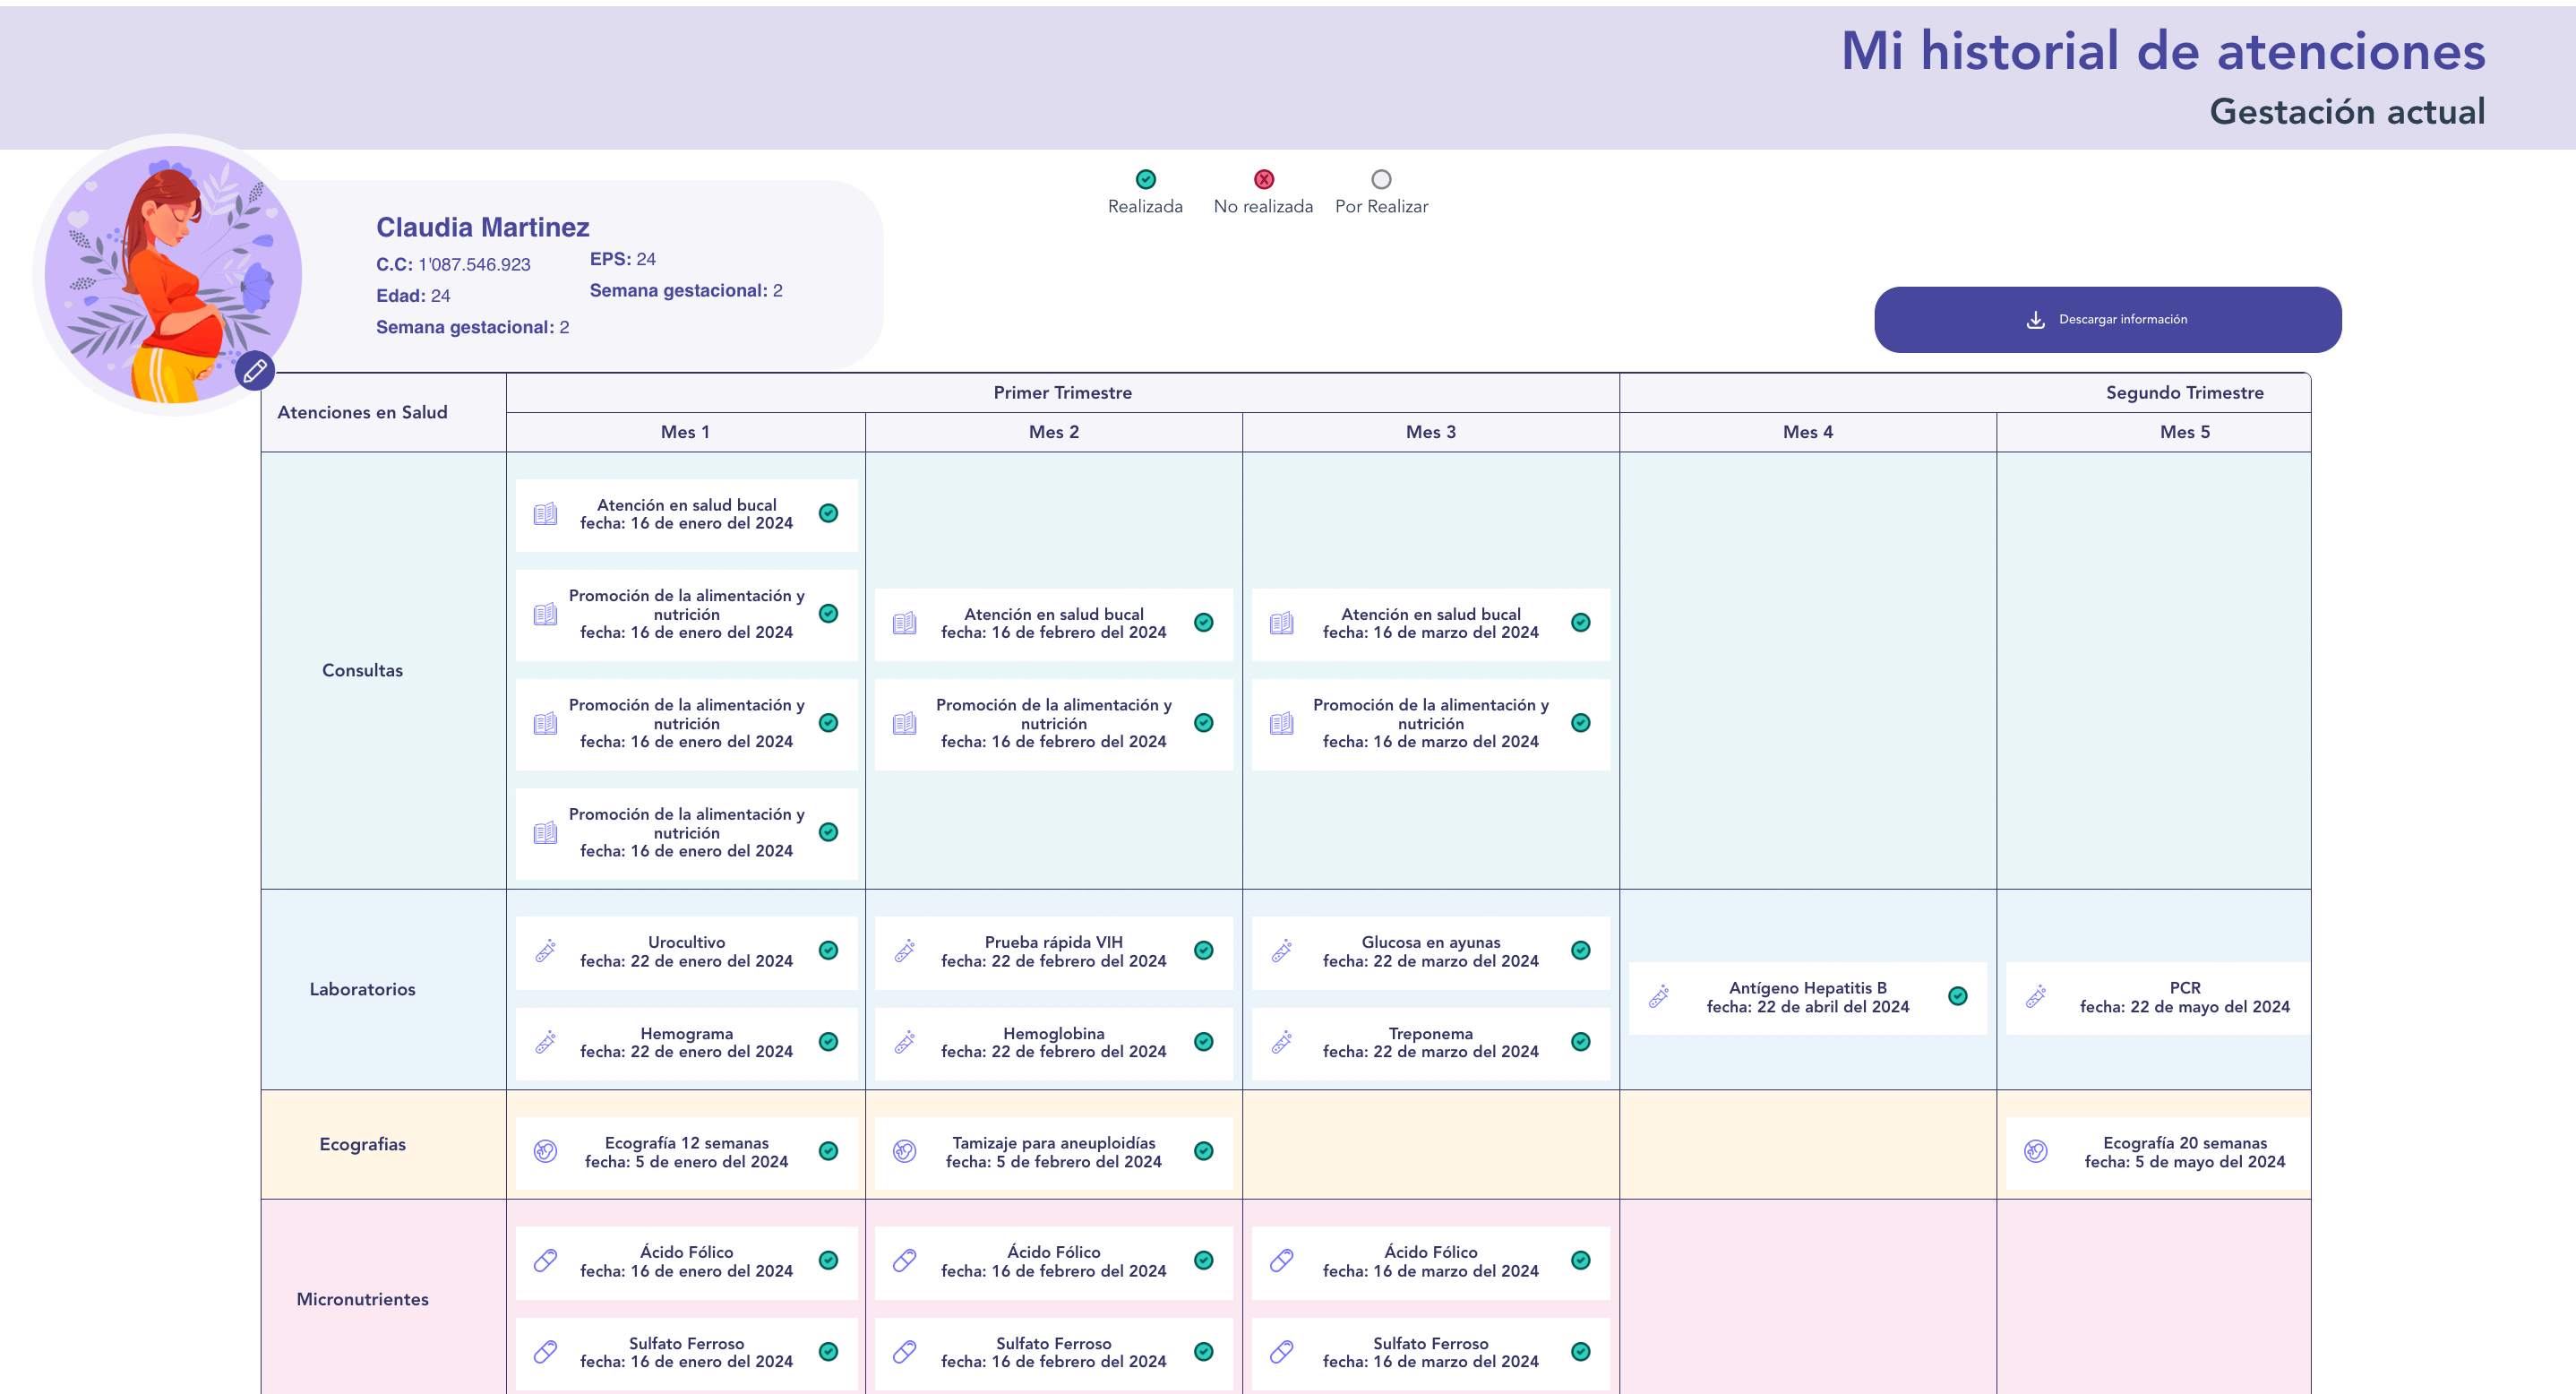 Mi historial de atenciones
Gestación actual
Realizada
No realizada
Por Realizar
Claudia Martinez
C.C: 1'087.546.923
Edad: 24
Semana gestacional: 2
EPS: 24
Semana gestacional: 2
Descargar información
Atenciones en Salud
Primer Trimestre
Segundo Trimestre
Mes 1
Mes 2
Mes 3
Mes 4
Mes 5
Consultas
Atención en salud bucal
fecha: 16 de enero del 2024
Promoción de la alimentación y
nutrición
fecha: 16 de enero del 2024
Promoción de la alimentación y
nutrición
fecha: 16 de enero del 2024
Promoción de la alimentación y
nutrición
fecha: 16 de enero del 2024
Atención en salud bucal
fecha: 16 de febrero del 2024
Promoción de la alimentación y
nutrición
fecha: 16 de febrero del 2024
Atención en salud bucal
fecha: 16 de marzo del 2024
Promoción de la alimentación y
nutrición
fecha: 16 de marzo del 2024
Laboratorios
Urocultivo
fecha: 22 de enero del 2024
Hemograma
fecha: 22 de enero del 2024
Prueba rápida VIH
fecha: 22 de febrero del 2024
Hemoglobina
fecha: 22 de febrero del 2024
Glucosa en ayunas
fecha: 22 de marzo del 2024
Treponema
fecha: 22 de marzo del 2024
Antígeno Hepatitis B
fecha: 22 de abril del 2024
PCR
fecha: 22 de mayo del 2024
Ecografias
Ecografía 12 semanas
fecha: 5 de enero del 2024
Tamizaje para aneuploidías
fecha: 5 de febrero del 2024
Ecografía 20 semanas
fecha: 5 de mayo del 2024
Micronutrientes
Ácido Fólico
fecha: 16 de enero del 2024
Sulfato Ferroso
fecha: 16 de enero del 2024
Ácido Fólico
fecha: 16 de febrero del 2024
Sulfato Ferroso
fecha: 16 de febrero del 2024
Ácido Fólico
fecha: 16 de marzo del 2024
Sulfato Ferroso
fecha: 16 de marzo del 2024